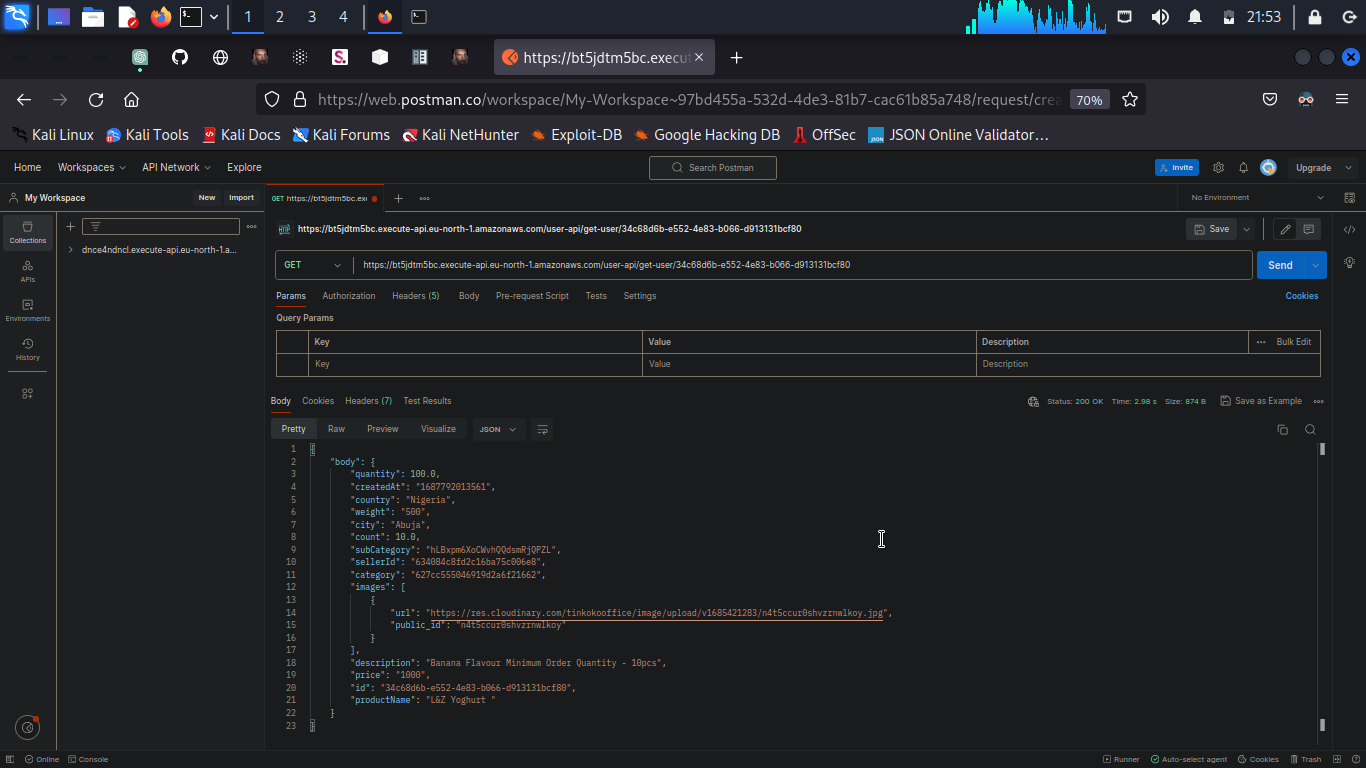 1 2 3 4 21:53
https://bt5jdtm5bc.execut
https://web.postman.co/workspace/My-Workspace~97bd455a-532d-4de3-81b7-cac61b85a748/request/crea 70%
Kali Linux Kali Tools Kali Docs Kali Forums Kali NetHunter Exploit-DB Google Hacking DB OffSec JSON Online Validator…
Home Workspaces API Network Explore Search Postman Invite Upgrade
My Workspace New Import GET https://bt5jdtm5bc.exe No Environment
Collections
dnce4ndncl.execute-api.eu-north-1.a...
APIs
Environments
History
https://bt5jdtm5bc.execute-api.eu-north-1.amazonaws.com/user-api/get-user/34c68d6b-e552-4e83-b066-d913131bcf80 Save
GET https://bt5jdtm5bc.execute-api.eu-north-1.amazonaws.com/user-api/get-user/34c68d6b-e552-4e83-b066-d913131bcf80 Send
Params Authorization Headers (5) Body Pre-request Script Tests Settings Cookies
Query Params
Key Value Description Bulk Edit
Key Value Description
Body Cookies Headers (7) Test Results Status: 200 OK Time: 2.98 s Size: 874 B Save as Example
Pretty Raw Preview Visualize JSON
1 {
2 "body": {
3 "quantity": 100.0,
4 "createdAt": "1687792013561",
5 "country": "Nigeria",
6 "weight": "500",
7 "city": "Abuja",
8 "count": 10.0,
9 "subCategory": "hLBxpm6XoCWvhQQdsmRjQPZL",
10 "sellerId": "634084c8fd2c16ba75c006e8",
11 "category": "627cc555046919d2a6f21662",
12 "images": [
13 {
14 "url": "https://res.cloudinary.com/tinkokooffice/image/upload/v1685421283/n4t5ccur0shvzrnwlkoy.jpg",
15 "public_id": "n4t5ccur0shvzrnwlkoy"
16 }
17 ],
18 "description": "Banana Flavour Minimum Order Quantity - 10pcs",
19 "price": "1000",
20 "id": "34c68d6b-e552-4e83-b066-d913131bcf80",
21 "productName": "L&Z Yoghurt "
22 }
23 }
Online Console Runner Auto-select agent Cookies Trash